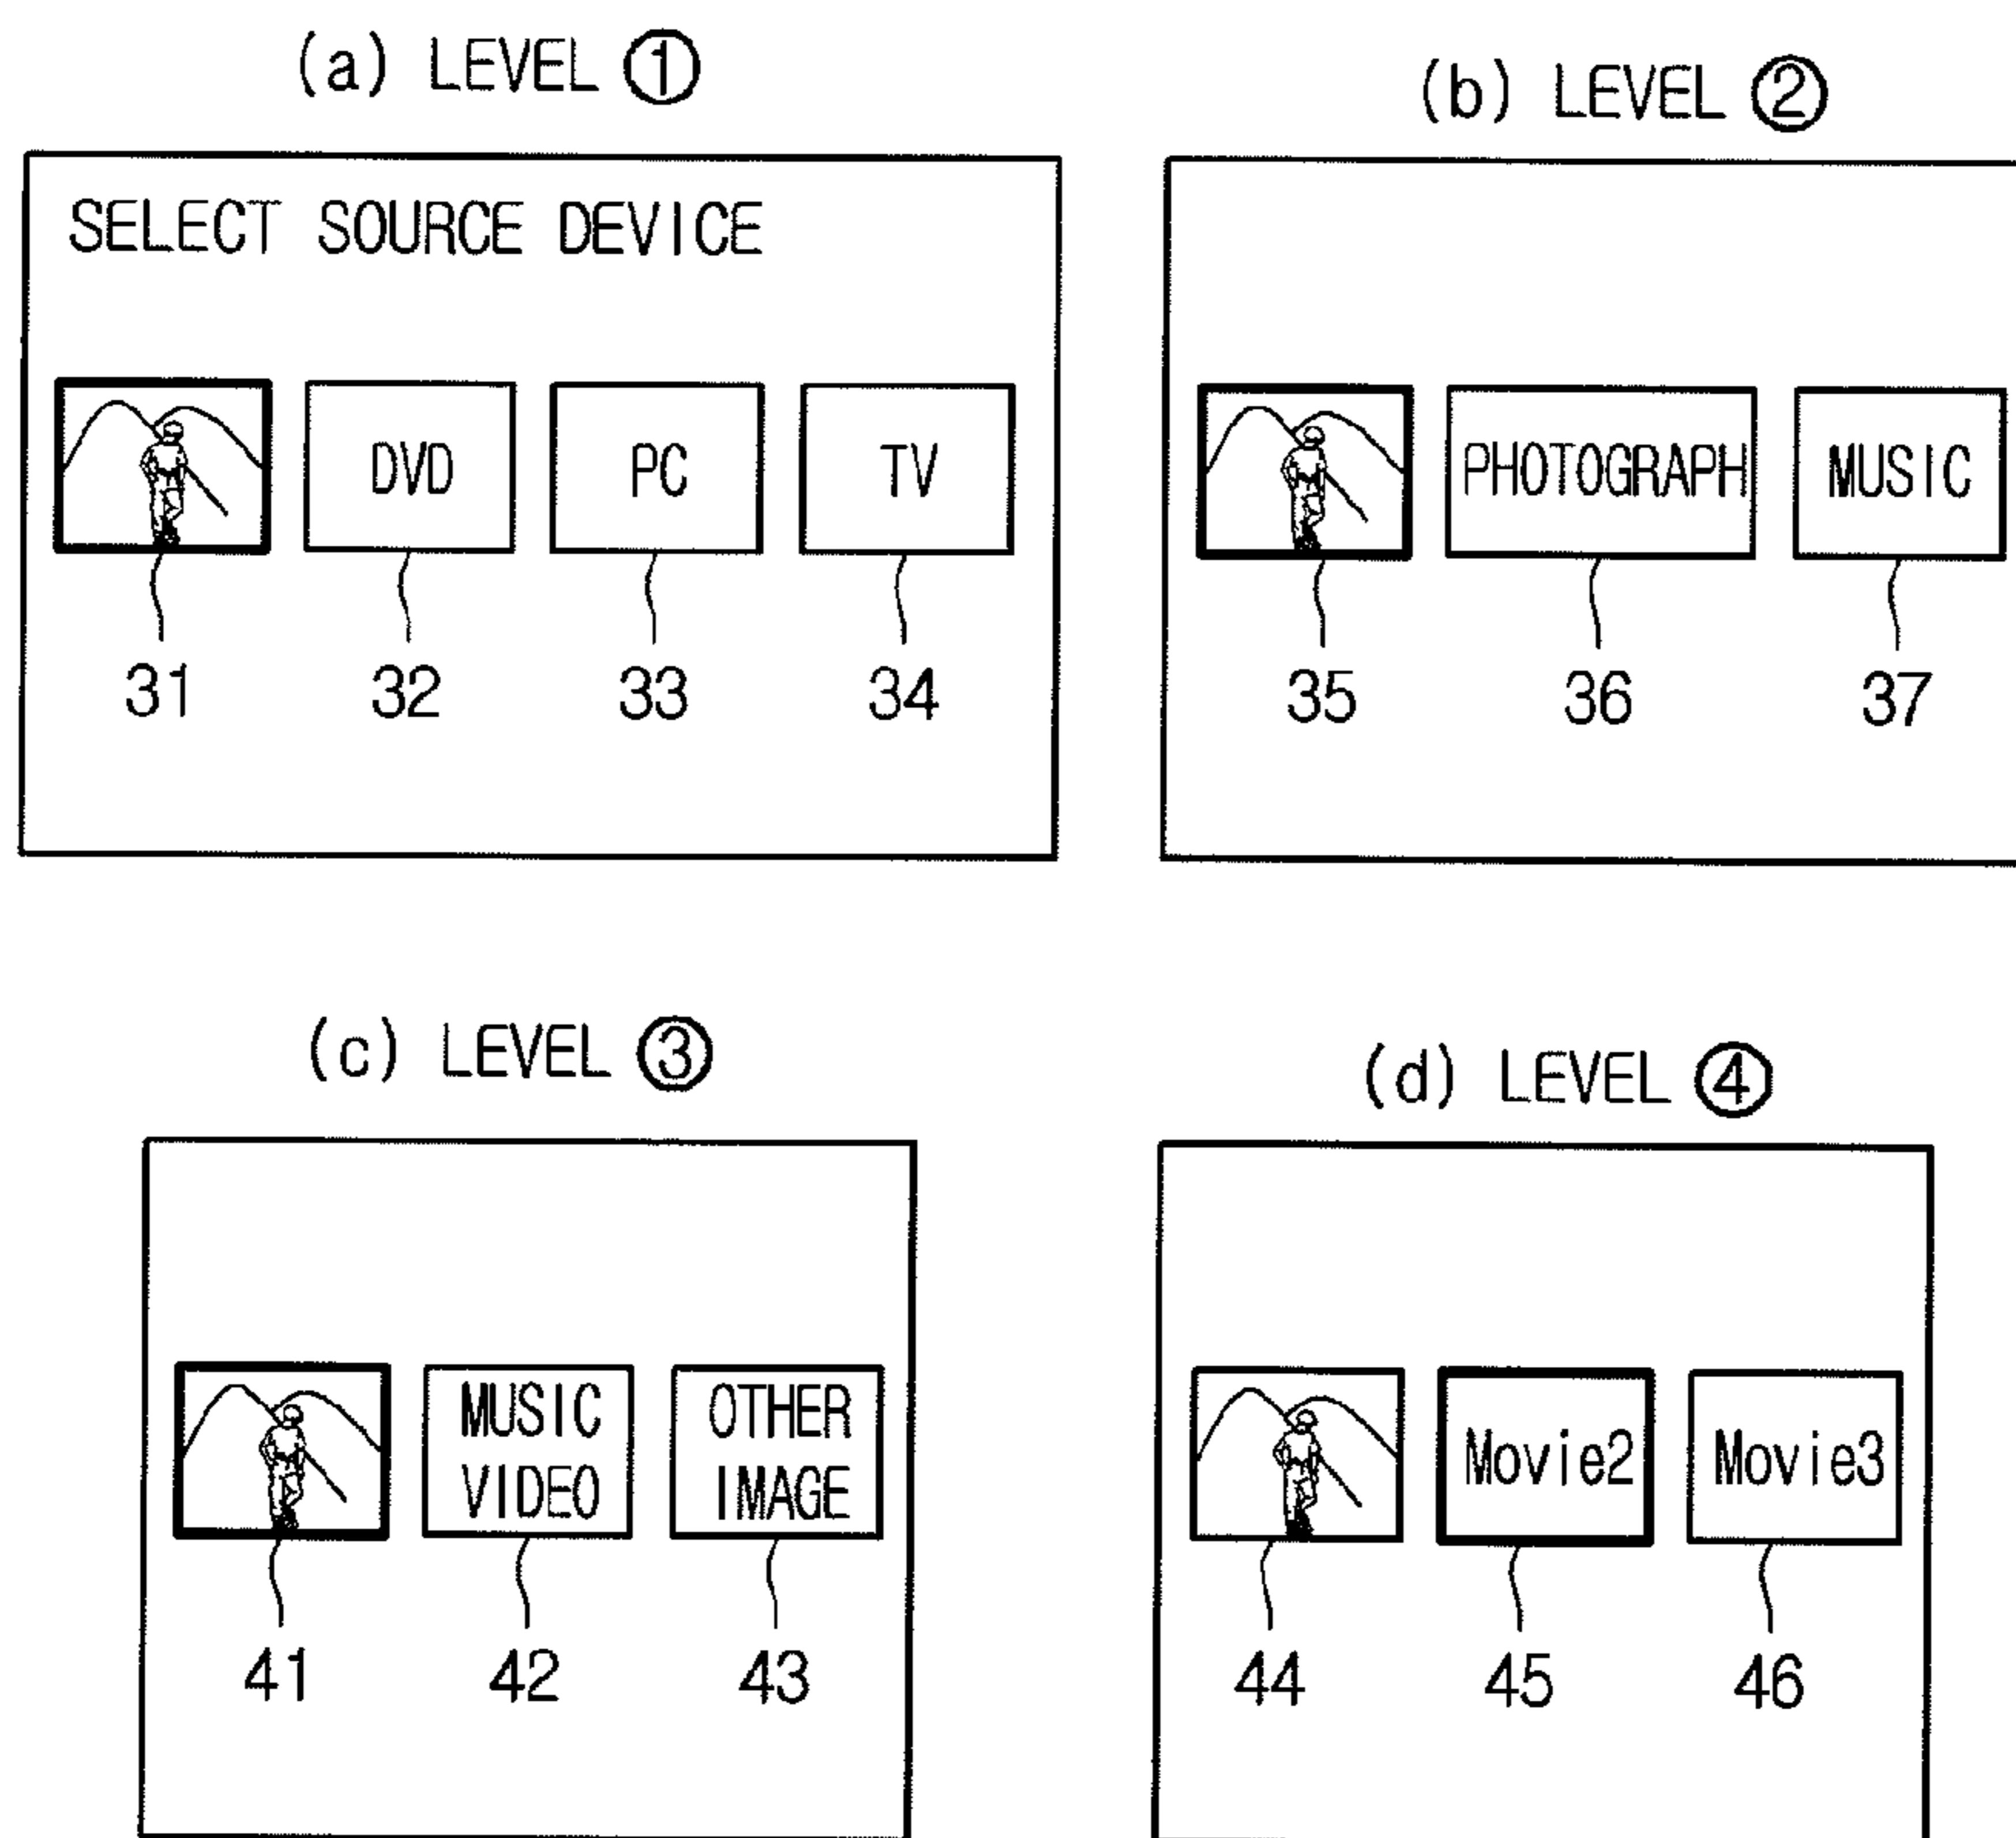 (a) LEVEL ①
SELECT SOURCE DEVICE
DVD
PC
TV
31
32
33
34
(b) LEVEL ②
PHOTOGRAPH
MUSIC
35
36
37
(c) LEVEL ③
MUSIC
VIDEO
OTHER
IMAGE
41
42
43
(d) LEVEL ④
Movie2
Movie3
44
45
46